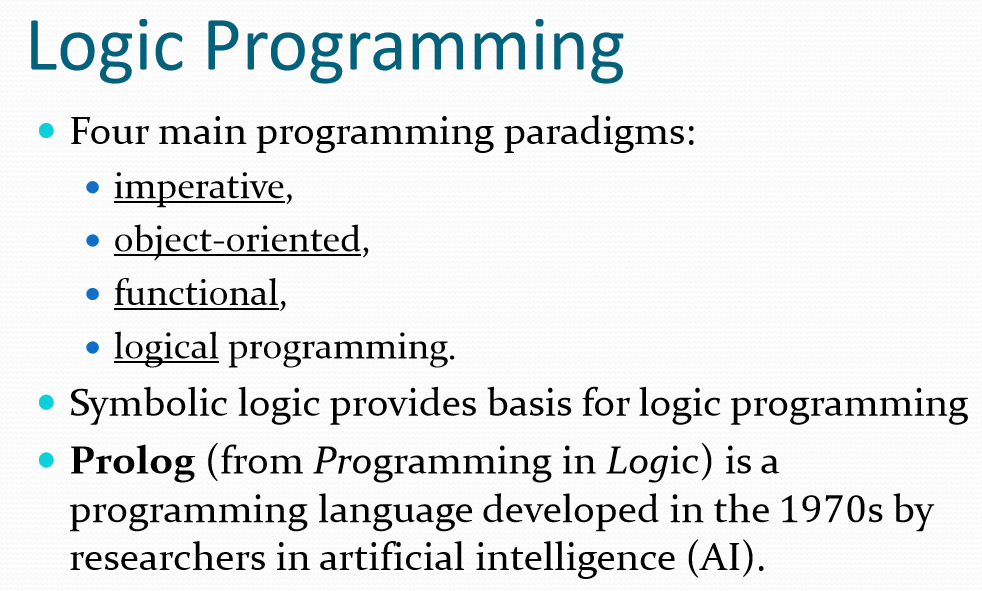 Logic Programming
Four main programming paradigms:
imperative,
object-oriented,
functional,
logical programming.
Symbolic logic provides basis for logic programming
Prolog (from Programming in Logic) is a
programming language developed in the 1970s by
researchers in artificial intelligence (AI).